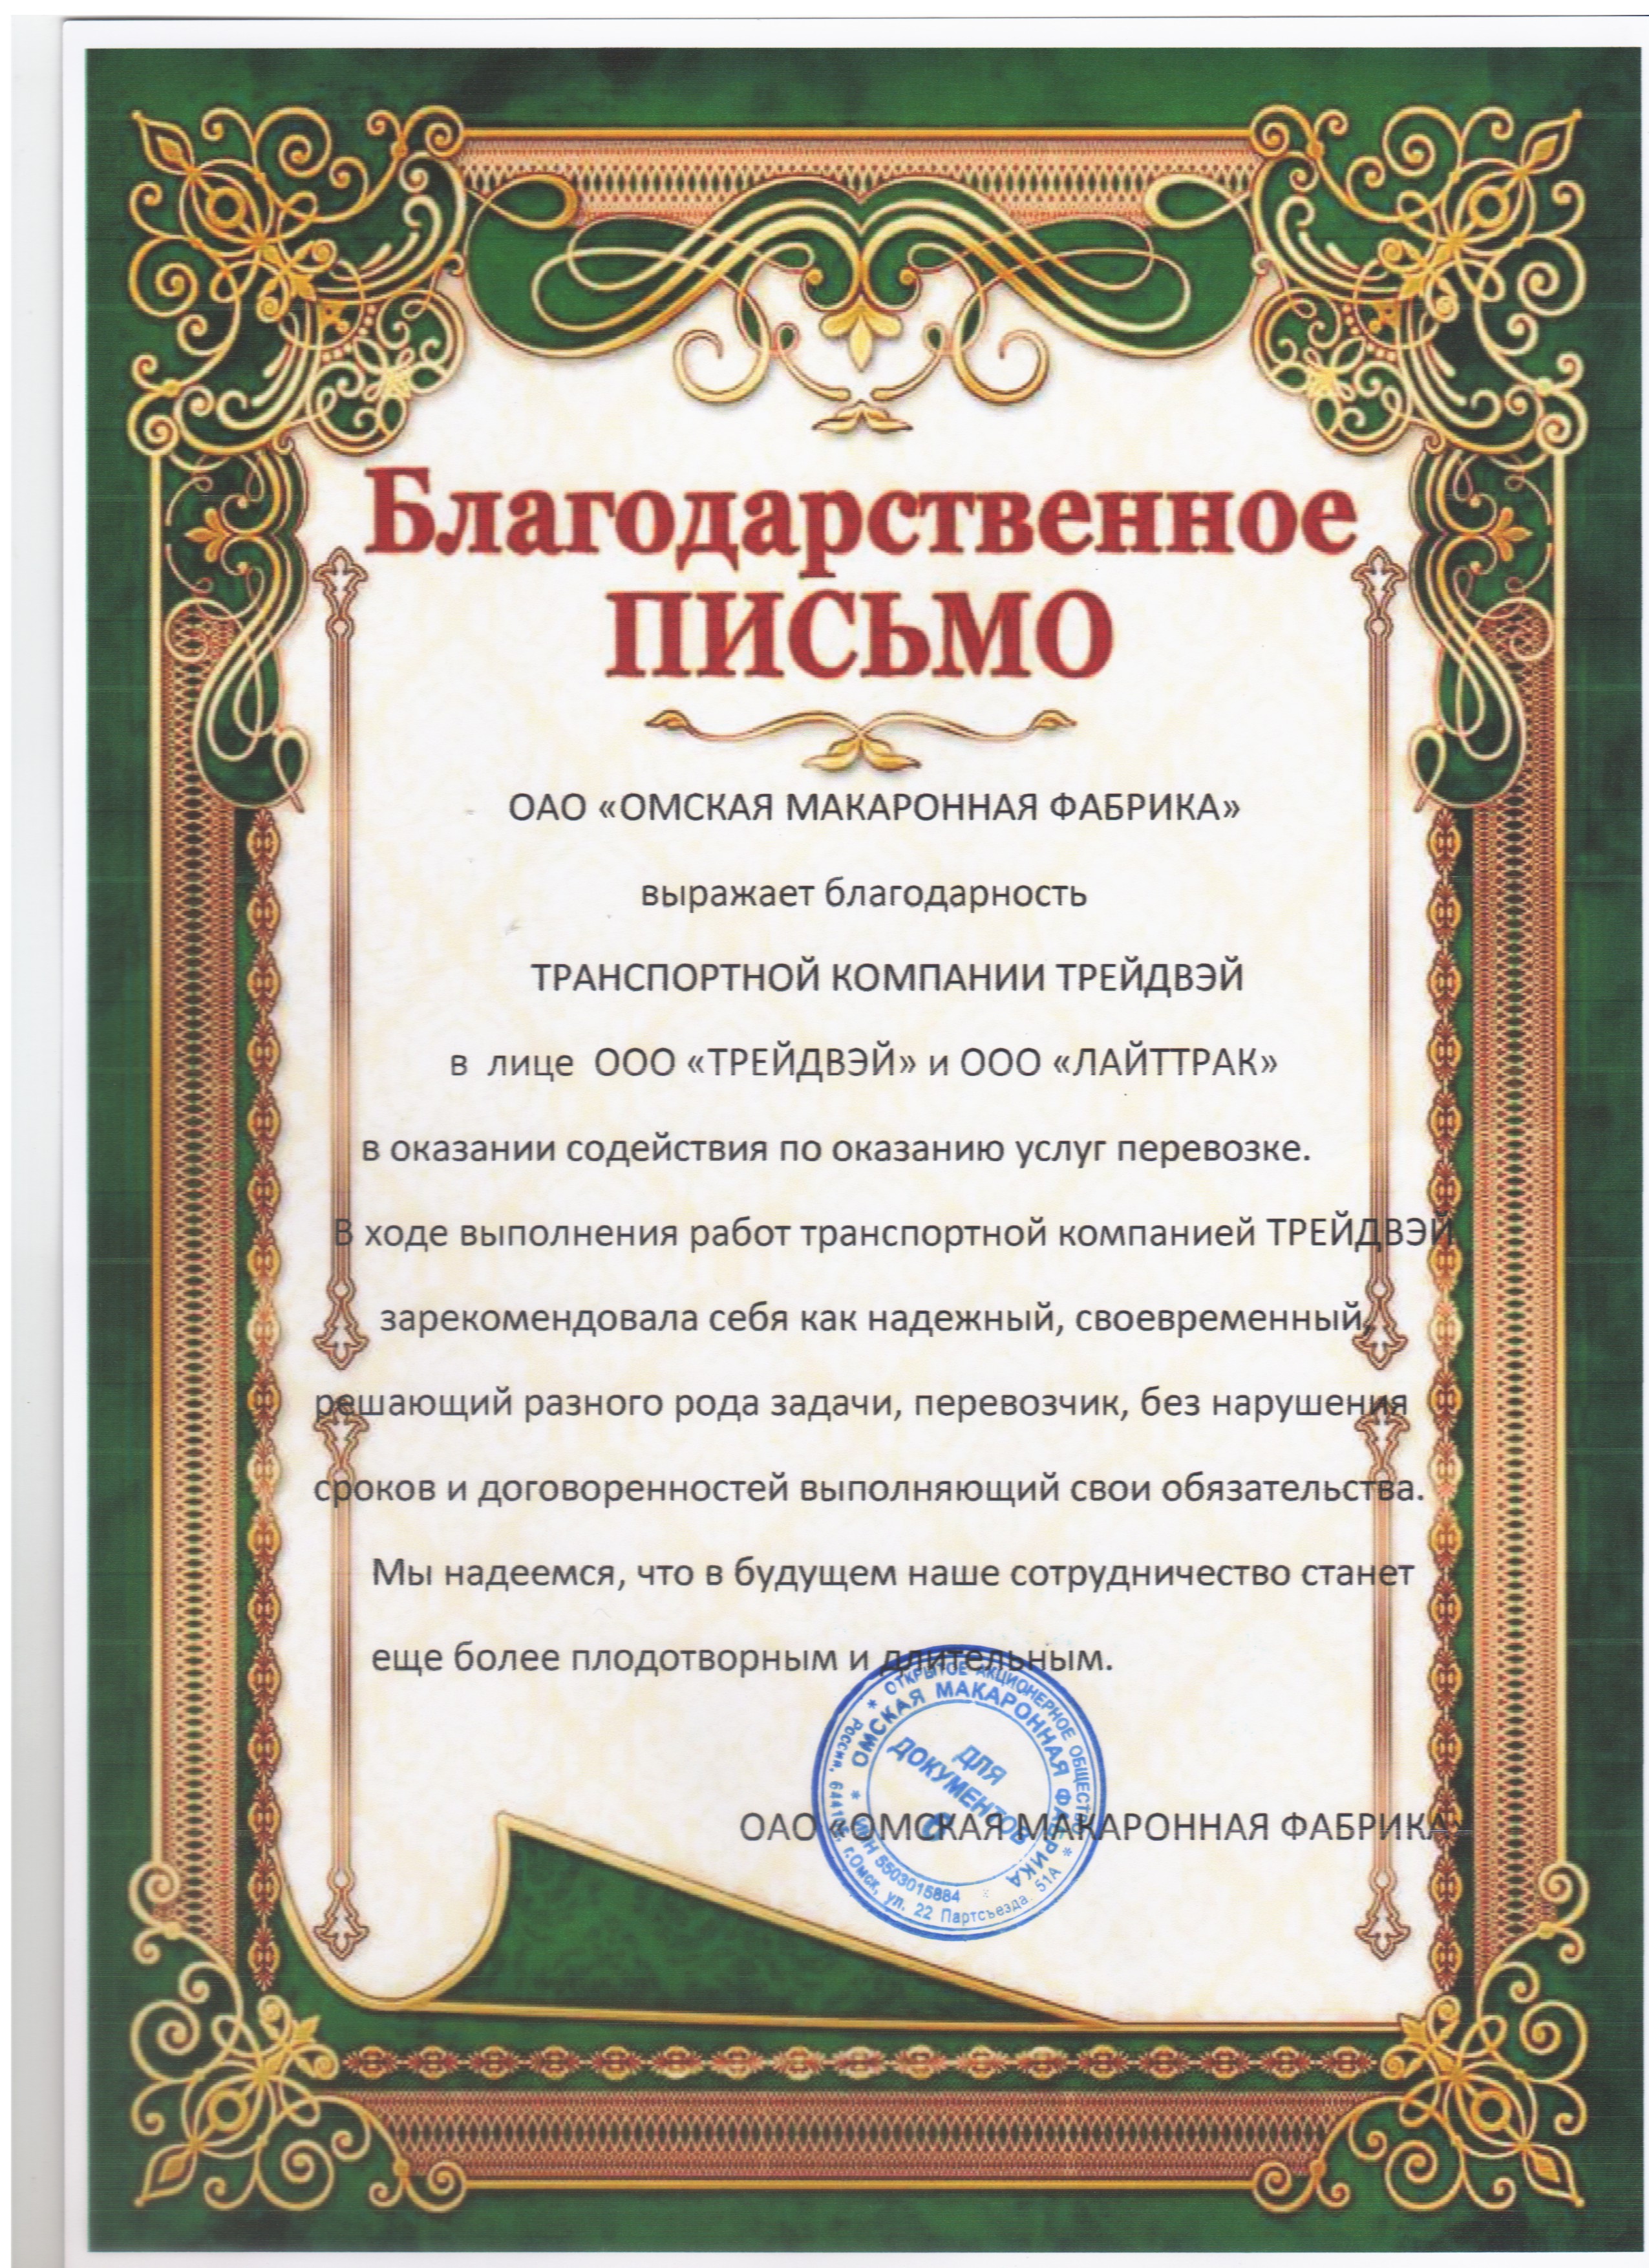 Благодарственное
ПИСЬМО
ОАО «ОМСКАЯ МАКАРОННАЯ ФАБРИКА»
выражает благодарность
ТРАНСПОРТНОЙ КОМПАНИИ ТРЕЙДВЭЙ
в лице ООО «ТРЕЙДВЭЙ» и ООО «ЛАЙТТРАК»
в оказании содействия по оказанию услуг перевозке.
В ходе выполнения работ транспортной компанией ТРЕЙДВЭЙ
зарекомендовала себя как надежный, своевременный,
решающий разного рода задачи, перевозчик, без нарушения
сроков и договоренностей выполняющий свои обязательства.
Мы надеемся, что в будущем наше сотрудничество станет
еще более плодотворным и длительным.
* ОТКРЫТОЕ АКЦИОНЕРНОЕ ОБЩЕСТВО *
Россия, г.Омск, ул. 22 Партсъезда. 51А
* ОМСКАЯ МАКАРОННАЯ ФАБРИКА
ИНН 5503015884
ДЛЯ
ДОКУМЕНТОВ
ОАО «ОМСКАЯ МАКАРОННАЯ ФАБРИКА»